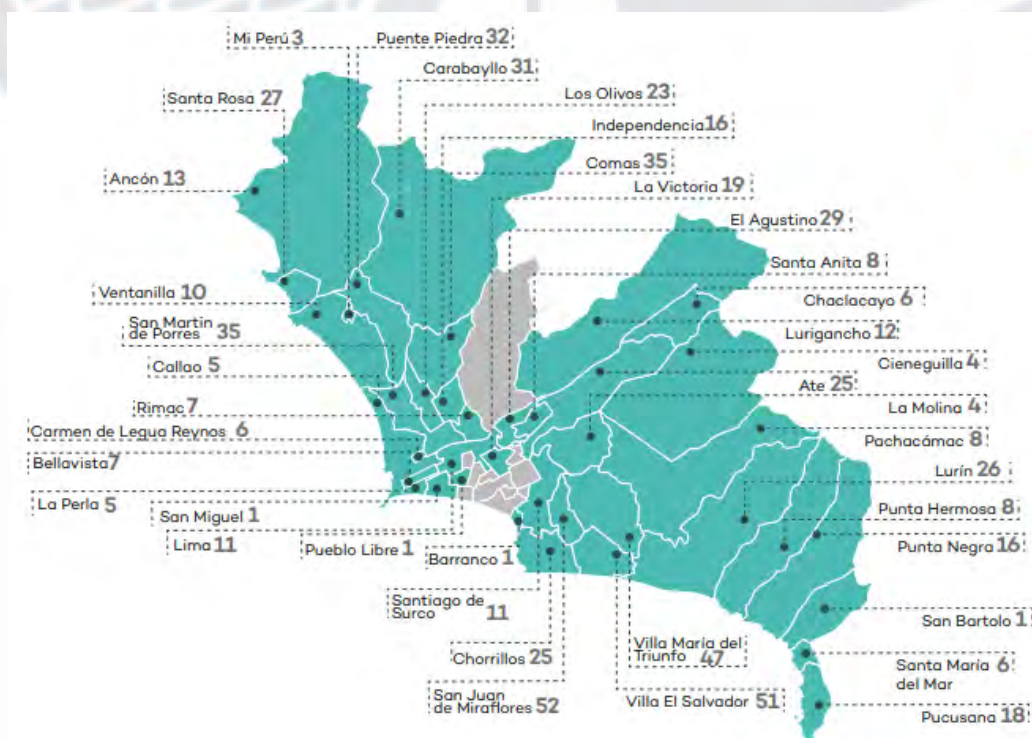 Mi Perú 3
Puente Piedra 32
Carabayllo 31
Santa Rosa 27
Los Olivos 23
Independencia 16
Comas 35
Ancón 13
La Victoria 19
El Agustino 29
Santa Anita 8
Ventanilla 10
Chaclacayo 6
San Martin
de Porres 35
Lurigancho 12
Callao 5
Cieneguilla 4
Ate 25
Rimac 7
La Molina 4
Carmen de Legua Reynos 6
Pachacámac 8
Bellavista 7
Lurín 26
La Perla 5
Punta Hermosa 8
San Miguel 1
Lima 11
Pueblo Libre 1
Barranco 1
Punta Negra 16
Santiago de
Surco 11
San Bartolo 1
Chorrillos 25
Villa María del
Triunfo 47
Santa María 6
del Mar
San Juan
de Miraflores 52
Villa El Salvador 51
Pucusana 18